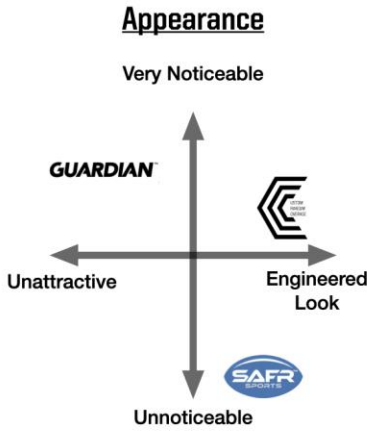 Appearance
Very Noticeable
GUARDIAN
Unattractive
Engineered
Look
SAFR
SPORTS
Unnoticeable